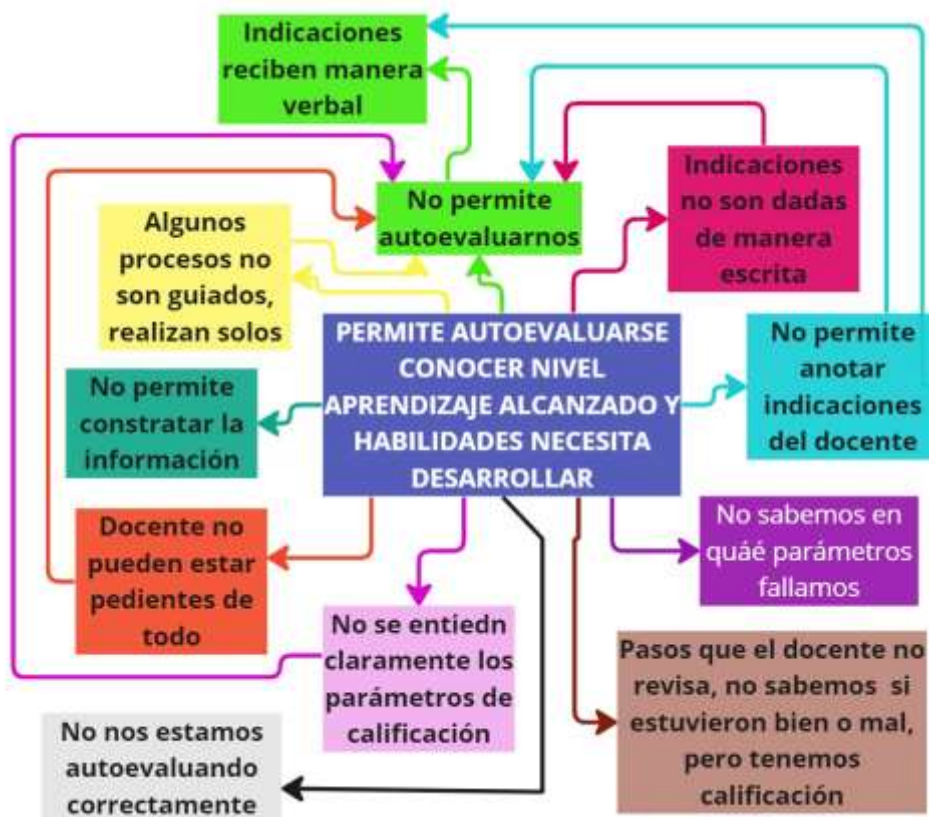 Indicaciones
reciben manera
verbal
No permite
autoevaluarnos
Indicaciones
no son dadas
de manera
escrita
Algunos
procesos no
son guiados,
realizan solos
PERMITE AUTOEVALUARSE
CONOCER NIVEL
APRENDIZAJE ALCANZADO Y
HABILIDADES NECESITA
DESARROLLAR
No permite
anotar
indicaciones
del docente
No permite
constratar la
información
Docente no
pueden estar
pedientes de
todo
No sabemos en
quáé parámetros
fallamos
No se entiedn
claramente los
parámetros de
calificación
Pasos que el docente no
revisa, no sabemos si
estuvieron bien o mal,
pero tenemos
calificación
No nos estamos
autoevaluando
correctamente